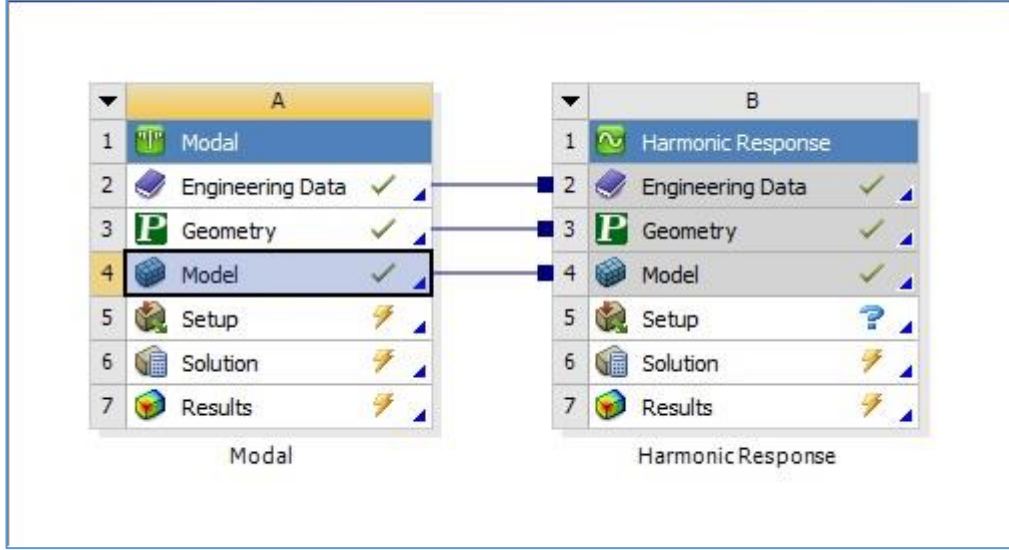 A
1 Modal
2 Engineering Data
3 P Geometry
4 Model
5 Setup
6 Solution
7 Results
Modal
B
1 Harmonic Response
2 Engineering Data
3 P Geometry
4 Model
5 Setup ?
6 Solution
7 Results
Harmonic Response